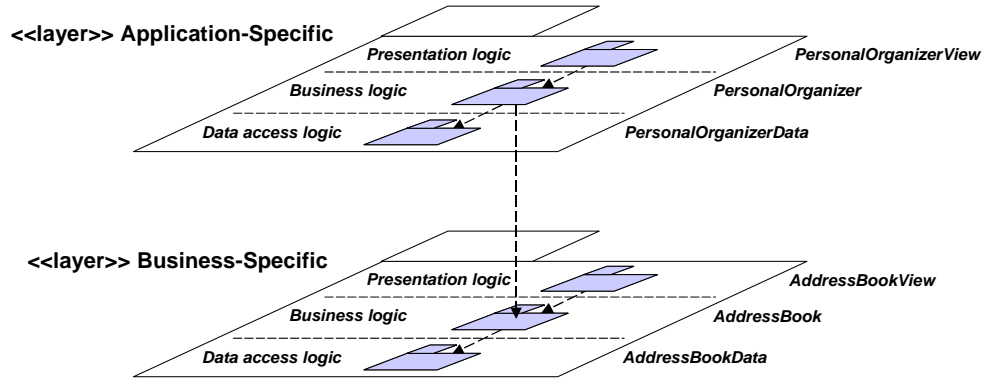 <<layer>> Application-Specific
Presentation logic
PersonalOrganizerView
Business logic
PersonalOrganizer
Data access logic
PersonalOrganizerData
<<layer>> Business-Specific
Presentation logic
AddressBookView
Business logic
AddressBook
Data access logic
AddressBookData